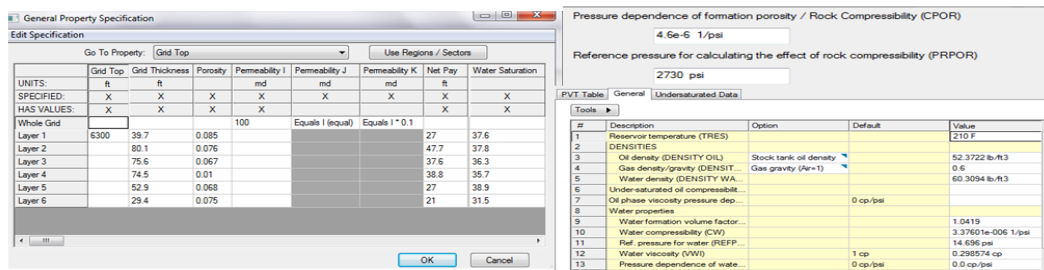 General Property Specification
Edit Specification
Go To Property: Grid Top Use Regions / Sectors
Grid Top Grid Thickness Porosity Permeability I Permeability J Permeability K Net Pay Water Saturation
UNITS: ft ft md md md ft
SPECIFIED: X X X X X X X X
HAS VALUES: X X X X X X
Whole Grid 100 Equals I (equal) Equals I * 0.1
Layer 1 6300 39.7 0.085 27 37.6
Layer 2 80.1 0.076 47.7 37.8
Layer 3 75.6 0.067 37.6 36.3
Layer 4 74.5 0.01 38.8 35.7
Layer 5 52.9 0.068 27 38.9
Layer 6 29.4 0.075 21 31.5
OK Cancel
Pressure dependence of formation porosity / Rock Compressibility (CPOR)
4.6e-6 1/psi
Reference pressure for calculating the effect of rock compressibility (PRPOR)
2730 psi
PVT Table General Undersaturated Data
Tools
# Description Option Default Value
1 Reservoir temperature (TRES) 210 F
2 DENSITIES
3 Oil density (DENSITY OIL) Stock tank oil density 52.3722 lb/ft3
4 Gas density/gravity (DENSIT... Gas gravity (Air=1) 0.6
5 Water density (DENSITY WA... 60.3094 lb/ft3
6 Under-saturated oil compressibilit...
7 Oil phase viscosity pressure dep... 0 cp/psi
8 Water properties
9 Water formation volume factor... 1.0419
10 Water compressibility (CW) 3.37601e-006 1/psi
11 Ref. pressure for water (REFP... 14.696 psi
12 Water viscosity (VWI) 1 cp 0.298574 cp
13 Pressure dependence of wate... 0 cp/psi 0.0 cp/psi